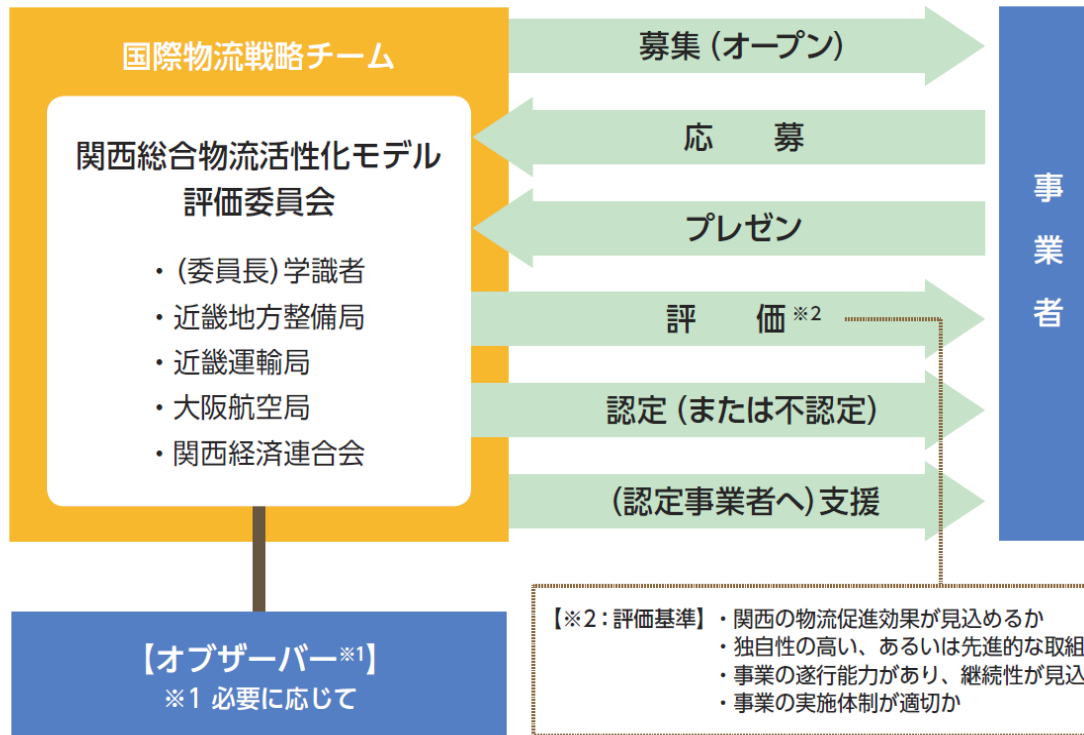 国際物流戦略チーム
関西総合物流活性化モデル
評価委員会
・(委員長)学識者
・近畿地方整備局
・近畿運輸局
・大阪航空局
・関西経済連合会
募集(オープン)
応　募
プレゼン
評　価※2
認定(または不認定)
(認定事業者へ)支援
事業者
【オブザーバー※1】
※1 必要に応じて
【※2:評価基準】・関西の物流促進効果が見込めるか
・独自性の高い、あるいは先進的な取組
・事業の遂行能力があり、継続性が見込
・事業の実施体制が適切か